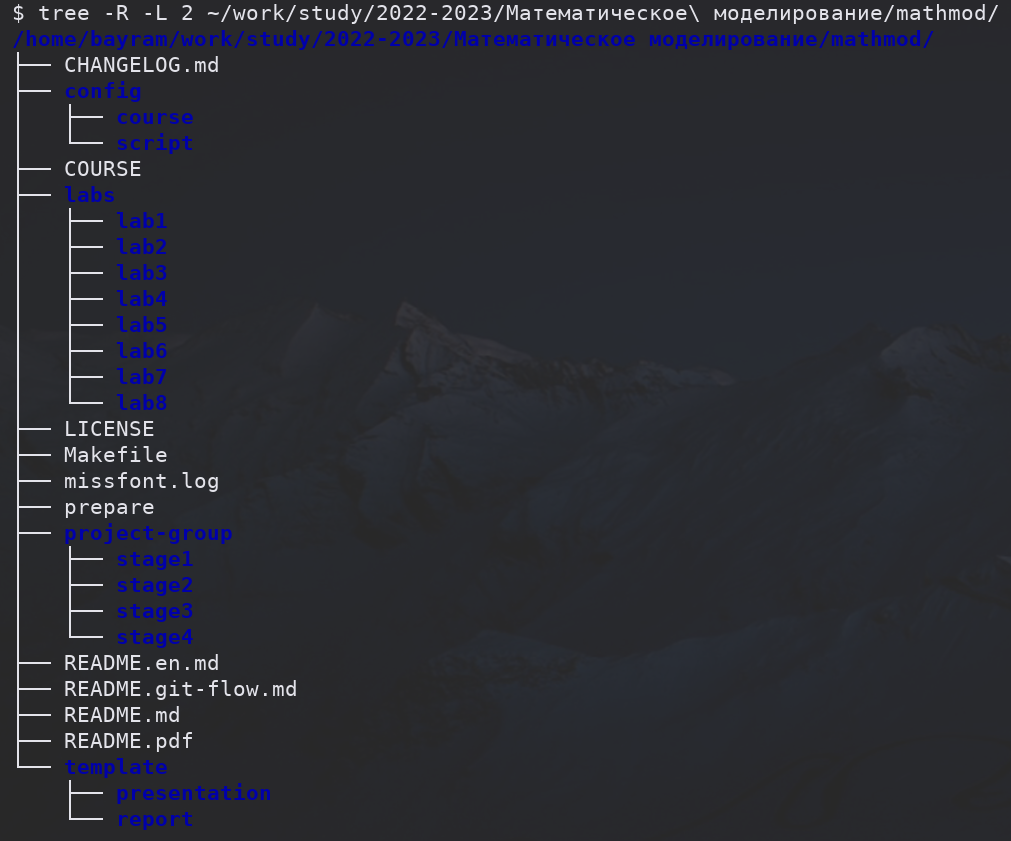 $ tree -R -L 2 ~/work/study/2022-2023/Математическое\ моделирование/mathmod/
/home/bayram/work/study/2022-2023/Математическое моделирование/mathmod/
├── CHANGELOG.md
├── config
│   ├── course
│   └── script
├── COURSE
├── labs
│   ├── lab1
│   ├── lab2
│   ├── lab3
│   ├── lab4
│   ├── lab5
│   ├── lab6
│   ├── lab7
│   └── lab8
├── LICENSE
├── Makefile
├── missfont.log
├── prepare
├── project-group
│   ├── stage1
│   ├── stage2
│   ├── stage3
│   └── stage4
├── README.en.md
├── README.git-flow.md
├── README.md
├── README.pdf
└── template
    ├── presentation
    └── report